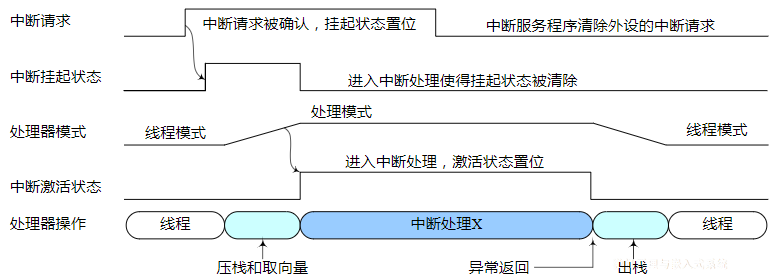 中断请求
中断请求被确认，挂起状态置位
中断服务程序清除外设的中断请求
中断挂起状态
进入中断处理使得挂起状态被清除
处理器模式
线程模式
处理模式
线程模式
中断激活状态
进入中断处理，激活状态置位
处理器操作
线程
中断处理X
线程
压栈和取向量
异常返回
出栈